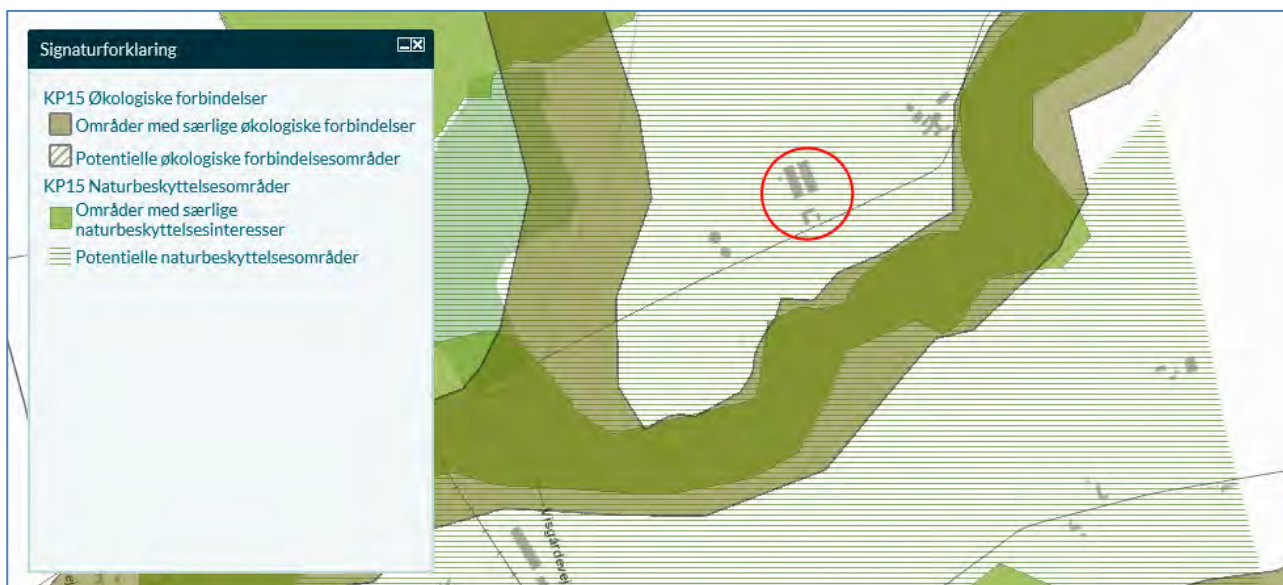 Signaturforklaring
KP15 Økologiske forbindelser
Områder med særlige økologiske forbindelser
Potentielle økologiske forbindelsesområder
KP15 Naturbeskyttelsesområder
Områder med særlige
naturbeskyttelsesinteresser
Potentielle naturbeskyttelsesområder
Visgårdevej